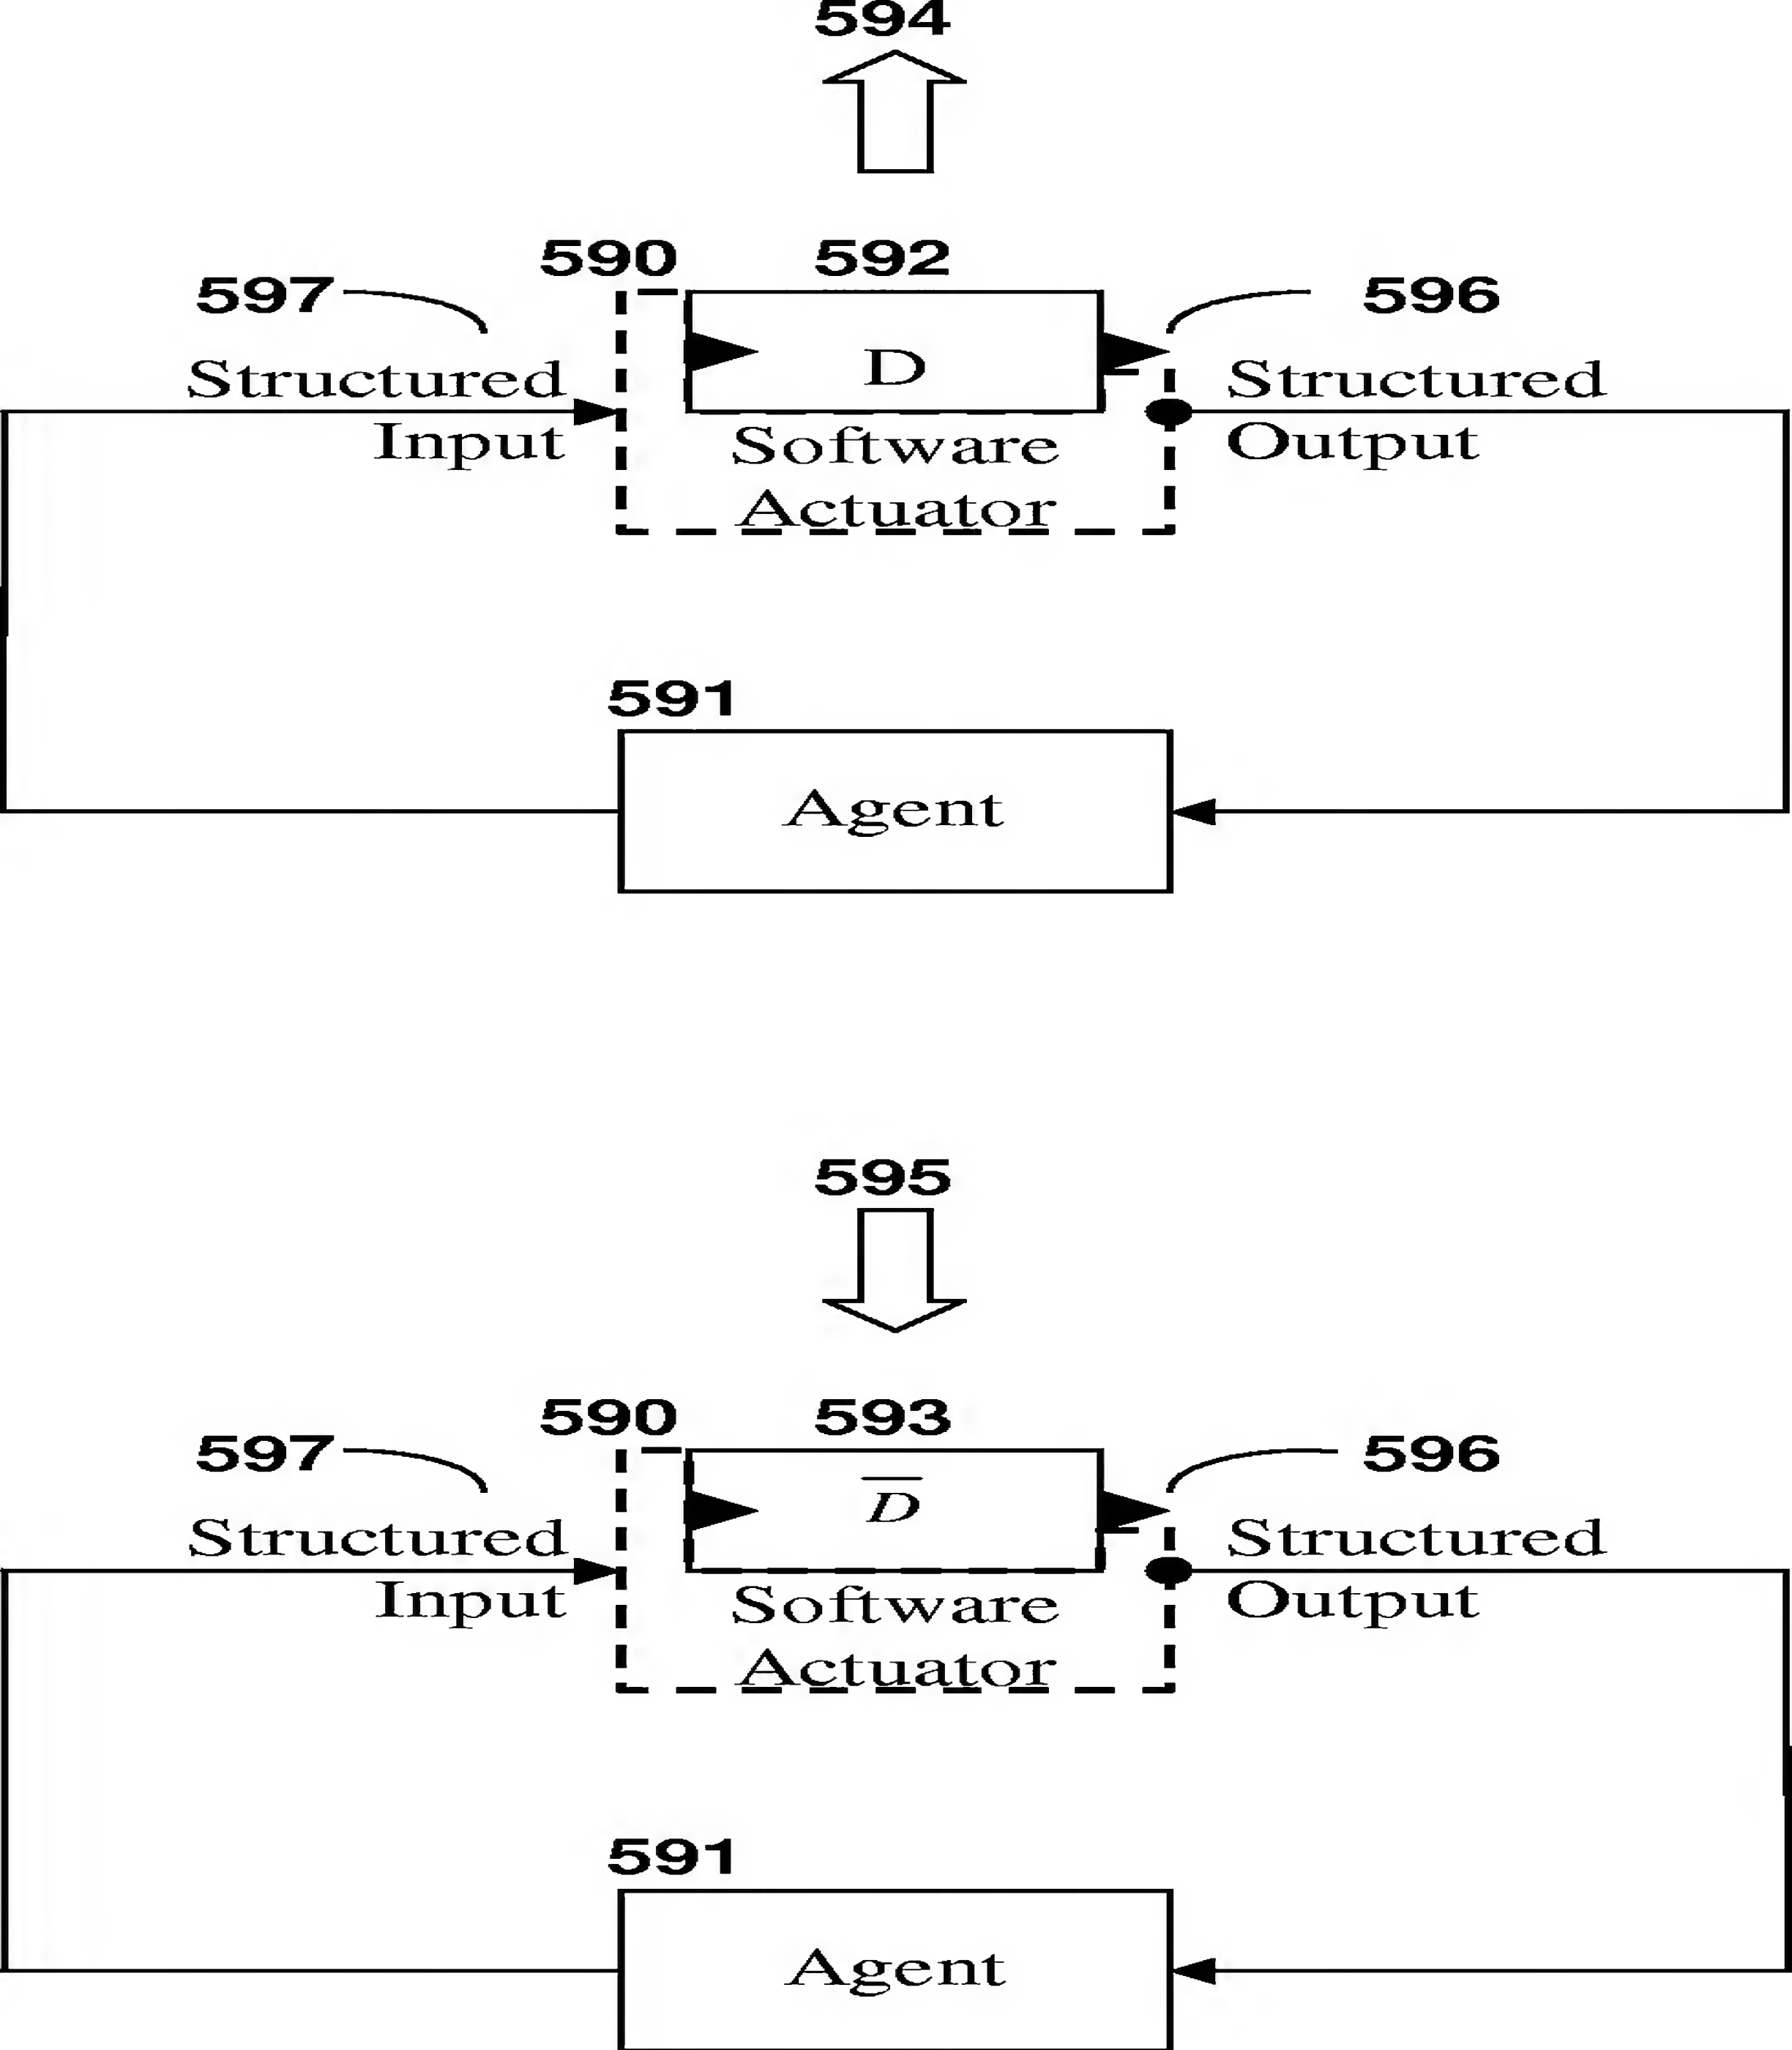 594
590 592
597 596
D
Structured Structured
Input Output
Software
Actuator
591
Agent
595
590 593
597 596
D̅
Structured Structured
Input Output
Software
Actuator
591
Agent